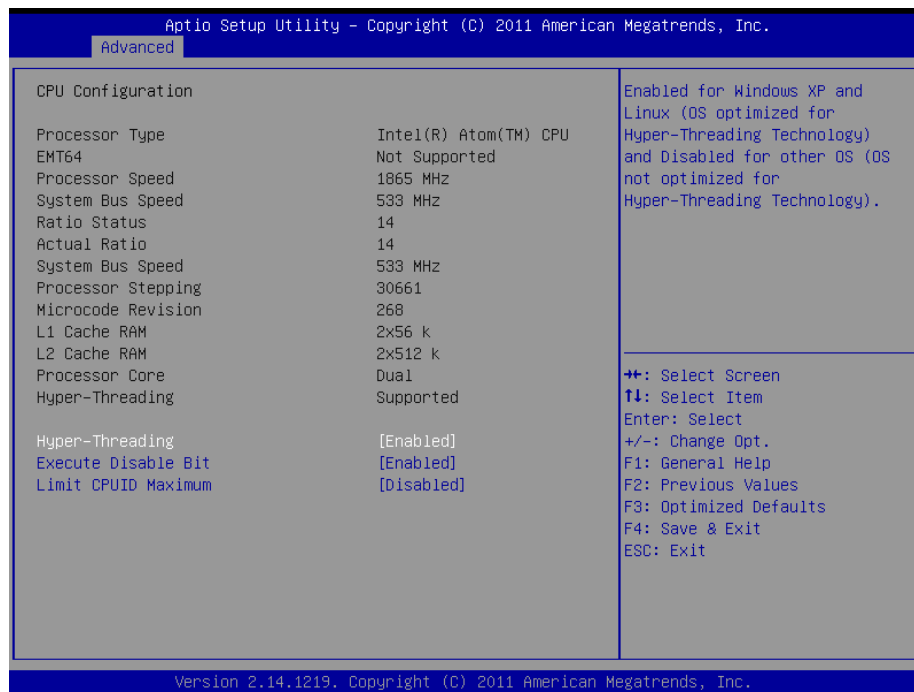 Aptio Setup Utility – Copyright (C) 2011 American Megatrends, Inc.
Advanced
CPU Configuration
Processor Type Intel(R) Atom(TM) CPU
EMT64 Not Supported
Processor Speed 1865 MHz
System Bus Speed 533 MHz
Ratio Status 14
Actual Ratio 14
System Bus Speed 533 MHz
Processor Stepping 30661
Microcode Revision 268
L1 Cache RAM 2x56 k
L2 Cache RAM 2x512 k
Processor Core Dual
Hyper-Threading Supported
Hyper-Threading [Enabled]
Execute Disable Bit [Enabled]
Limit CPUID Maximum [Disabled]
Enabled for Windows XP and
Linux (OS optimized for
Hyper-Threading Technology)
and Disabled for other OS (OS
not optimized for
Hyper-Threading Technology).
→←: Select Screen
↑↓: Select Item
Enter: Select
+/-: Change Opt.
F1: General Help
F2: Previous Values
F3: Optimized Defaults
F4: Save & Exit
ESC: Exit
Version 2.14.1219. Copyright (C) 2011 American Megatrends, Inc.